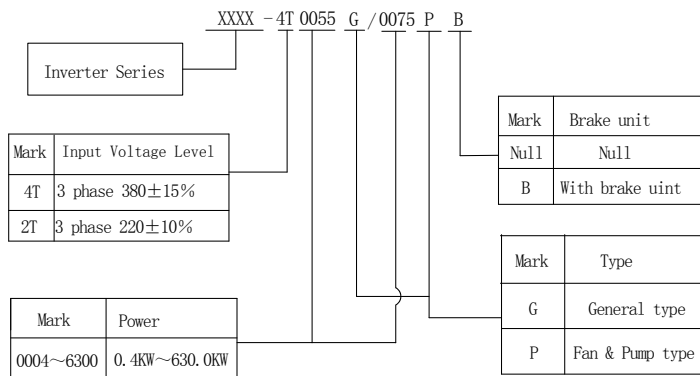 XXXX -4T 0055 G /0075 P B
Inverter Series
Mark Input Voltage Level
4T 3 phase 380±15%
2T 3 phase 220±10%
Mark Power
0004～6300 0.4KW～630.0KW
Mark Brake unit
Null Null
B With brake uint
Mark Type
G General type
P Fan & Pump type